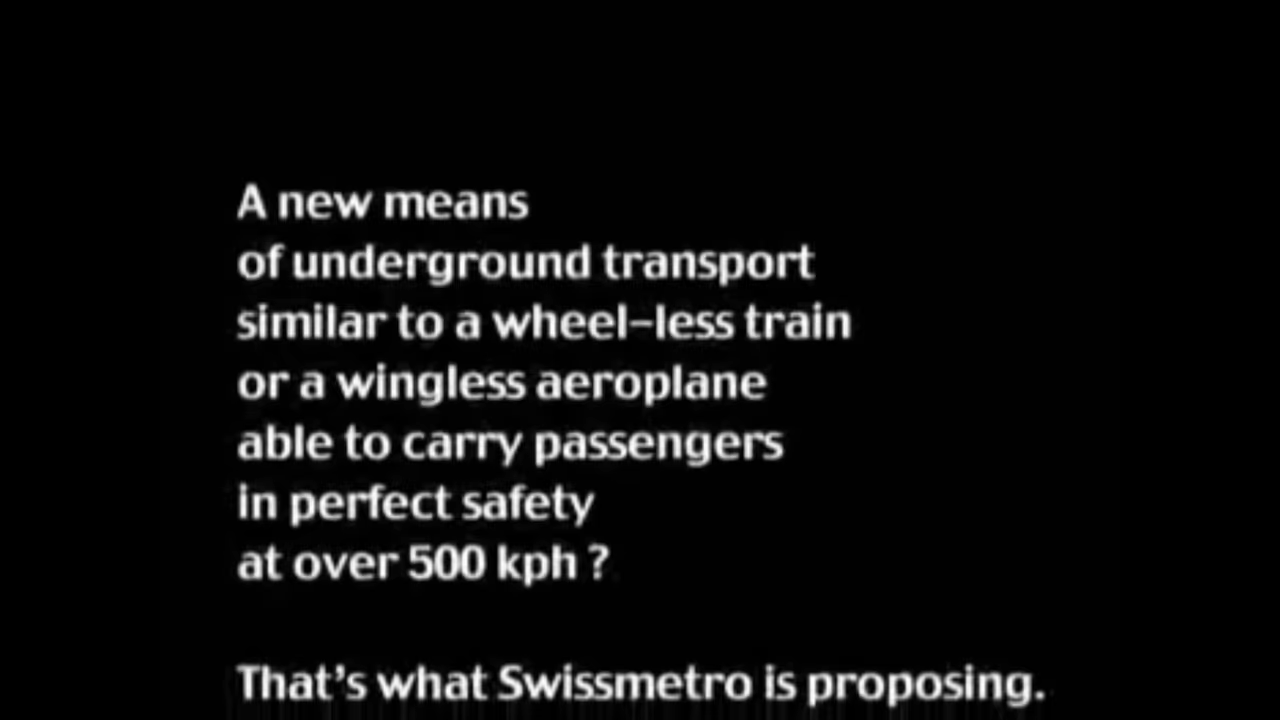 A new means
of underground transport
similar to a wheel-less train
or a wingless aeroplane
able to carry passengers
in perfect safety
at over 500 kph ?
That's what Swissmetro is proposing.